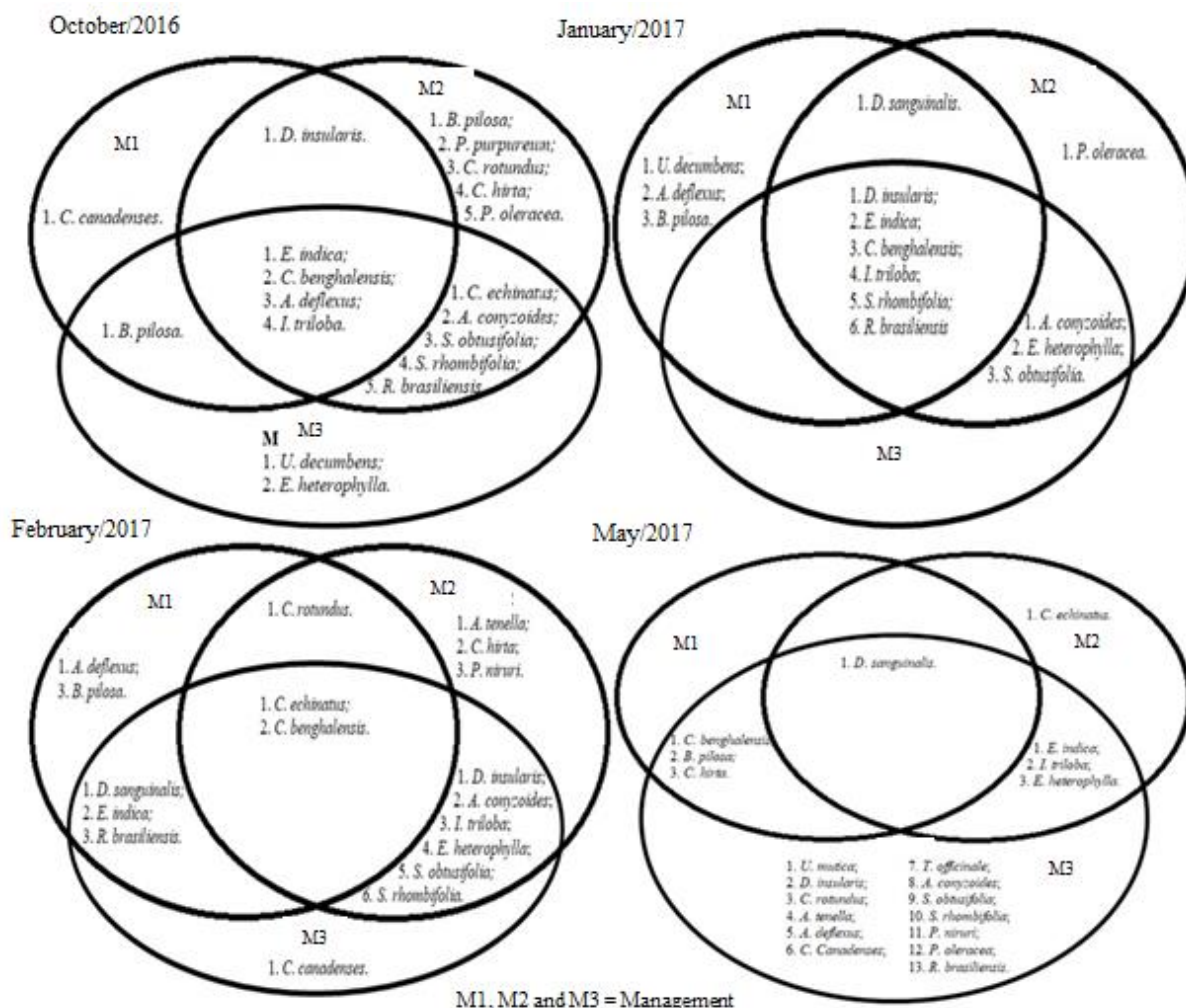 October/2016
M1
M2
1. D. insularis.
1. B. pilosa;
2. P. purpureun;
3. C. rotundus;
4. C. hirta;
5. P. oleracea.
1. C. canadenses.
1. E. indica;
2. C. benghalensis;
3. A. deflexus;
4. I. triloba.
1. B. pilosa.
1. C. echinatus;
2. A. conyzoides;
3. S. obtusifolia;
4. S. rhombifolia;
5. R. brasiliensis.
M3
M
1. U. decumbens;
2. E. heterophylla.
January/2017
M1
M2
1. D. sanguinalis.
1. P. oleracea.
1. U. decumbens;
2. A. deflexus;
3. B. pilosa.
1. D. insularis;
2. E. indica;
3. C. benghalensis;
4. I. triloba;
5. S. rhombifolia;
6. R. brasiliensis
1. A. conyzoides;
2. E. heterophylla;
3. S. obtusifolia.
M3
February/2017
M1
M2
1. C. rotundus.
1. A. tenella;
2. C. hirta;
3. P. niruri.
1. A. deflexus;
3. B. pilosa.
1. C. echinatus;
2. C. benghalensis.
1. D. sanguinalis;
2. E. indica;
3. R. brasiliensis.
1. D. insularis;
2. A. conyzoides;
3. I. triloba;
4. E. heterophylla;
5. S. obtusifolia;
6. S. rhombifolia.
M3
1. C. canadenses.
May/2017
M1
1. C. echinatus.
M2
1. D. sanguinalis.
1. C. benghalensis
2. B. pilosa;
3. C. hirta.
1. E. indica;
2. I. triloba;
3. E. heterophylla.
M3
1. U. mutica;
2. D. insularis;
3. C. rotundus;
4. A. tenella;
5. A. deflexus;
6. C. Canadenses;
7. T. officinale;
8. A. conyzoides;
9. S. obtusifolia;
10. S. rhombifolia;
11. P. niruri;
12. P. oleracea;
13. R. brasiliensis.
M1, M2 and M3 = Management